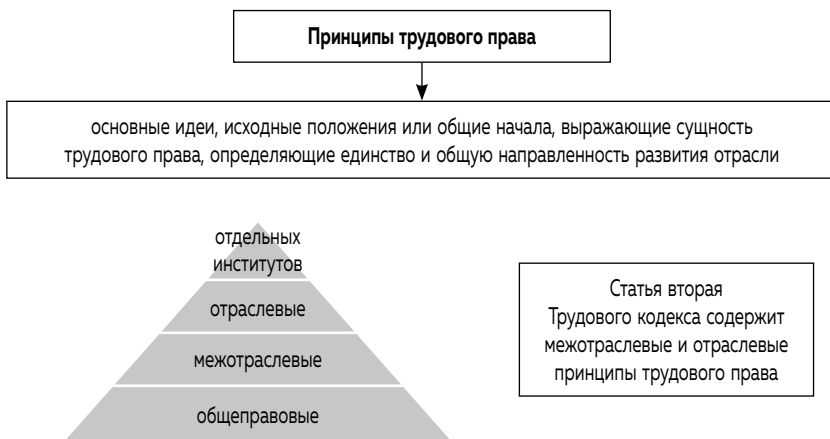 Принципы трудового права
основные идеи, исходные положения или общие начала, выражающие сущность
трудового права, определяющие единство и общую направленность развития отрасли
отдельных
институтов
отраслевые
межотраслевые
общеправовые
Статья вторая
Трудового кодекса содержит
межотраслевые и отраслевые
принципы трудового права